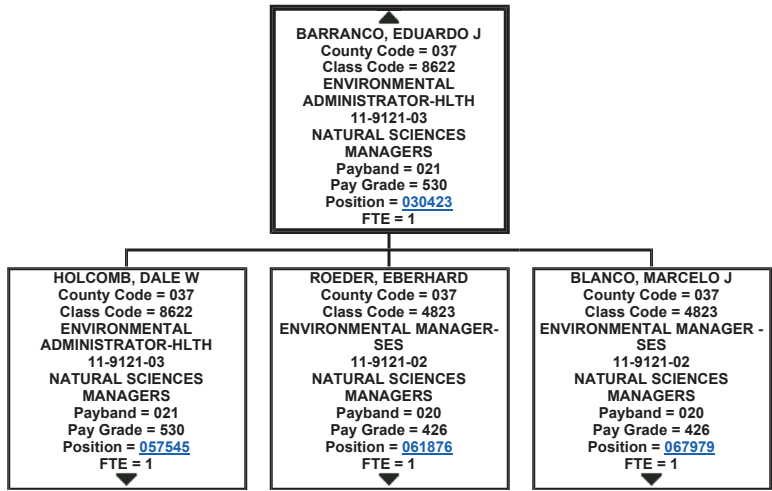 BARRANCO, EDUARDO J
County Code = 037
Class Code = 8622
ENVIRONMENTAL
ADMINISTRATOR-HLTH
11-9121-03
NATURAL SCIENCES
MANAGERS
Payband = 021
Pay Grade = 530
Position = 030423
FTE = 1
HOLCOMB, DALE W
County Code = 037
Class Code = 8622
ENVIRONMENTAL
ADMINISTRATOR-HLTH
11-9121-03
NATURAL SCIENCES
MANAGERS
Payband = 021
Pay Grade = 530
Position = 057545
FTE = 1
ROEDER, EBERHARD
County Code = 037
Class Code = 4823
ENVIRONMENTAL MANAGER-
SES
11-9121-02
NATURAL SCIENCES
MANAGERS
Payband = 020
Pay Grade = 426
Position = 061876
FTE = 1
BLANCO, MARCELO J
County Code = 037
Class Code = 4823
ENVIRONMENTAL MANAGER -
SES
11-9121-02
NATURAL SCIENCES
MANAGERS
Payband = 020
Pay Grade = 426
Position = 067979
FTE = 1